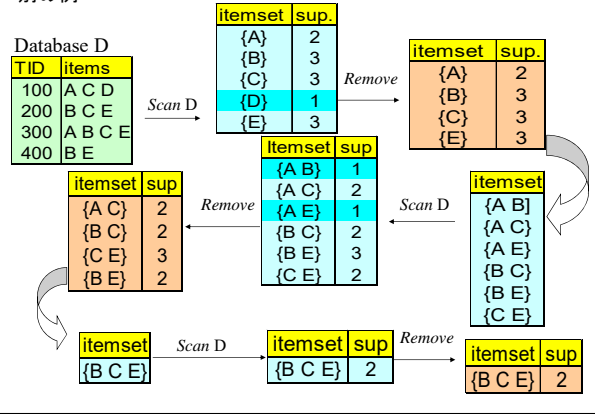 Database D
TID items
100 A C D
200 B C E
300 A B C E
400 B E
Scan D
itemset sup.
{A} 2
{B} 3
{C} 3
{D} 1
{E} 3
Remove
itemset sup.
{A} 2
{B} 3
{C} 3
{E} 3
itemset
{A B]
{A C}
{A E}
{B C}
{B E}
{C E}
Scan D
Itemset sup
{A B} 1
{A C} 2
{A E} 1
{B C} 2
{B E} 3
{C E} 2
Remove
itemset sup
{A C} 2
{B C} 2
{C E} 3
{B E} 2
itemset
{B C E}
Scan D
itemset sup
{B C E} 2
Remove
itemset sup
{B C E} 2